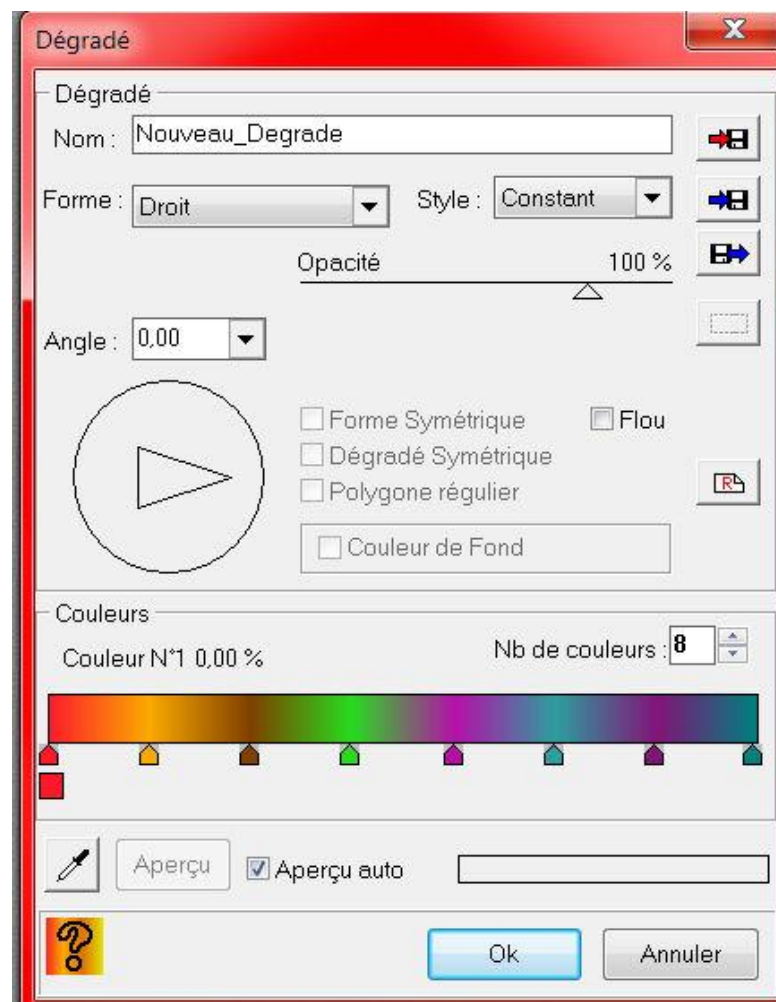 Dégradé
Dégradé
Nom : Nouveau_Degrade
Forme : Droit Style : Constant
Opacité 100 %
Angle : 0,00
Forme Symétrique Flou
Dégradé Symétrique
Polygone régulier
R
Couleur de Fond
Couleurs
Couleur N°1 0,00 % Nb de couleurs : 8
Aperçu Aperçu auto
? Ok Annuler